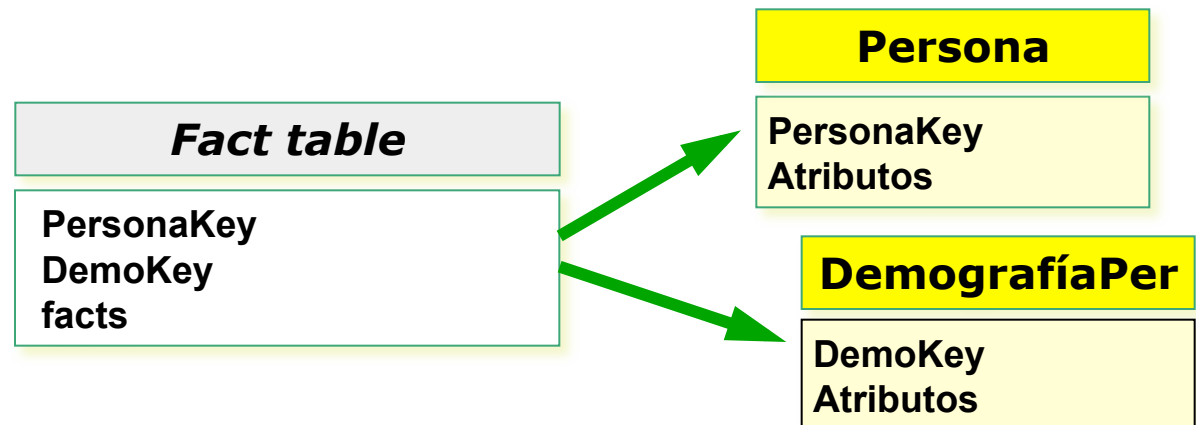 Fact table
PersonaKey
DemoKey
facts
Persona
PersonaKey
Atributos
DemografíaPer
DemoKey
Atributos